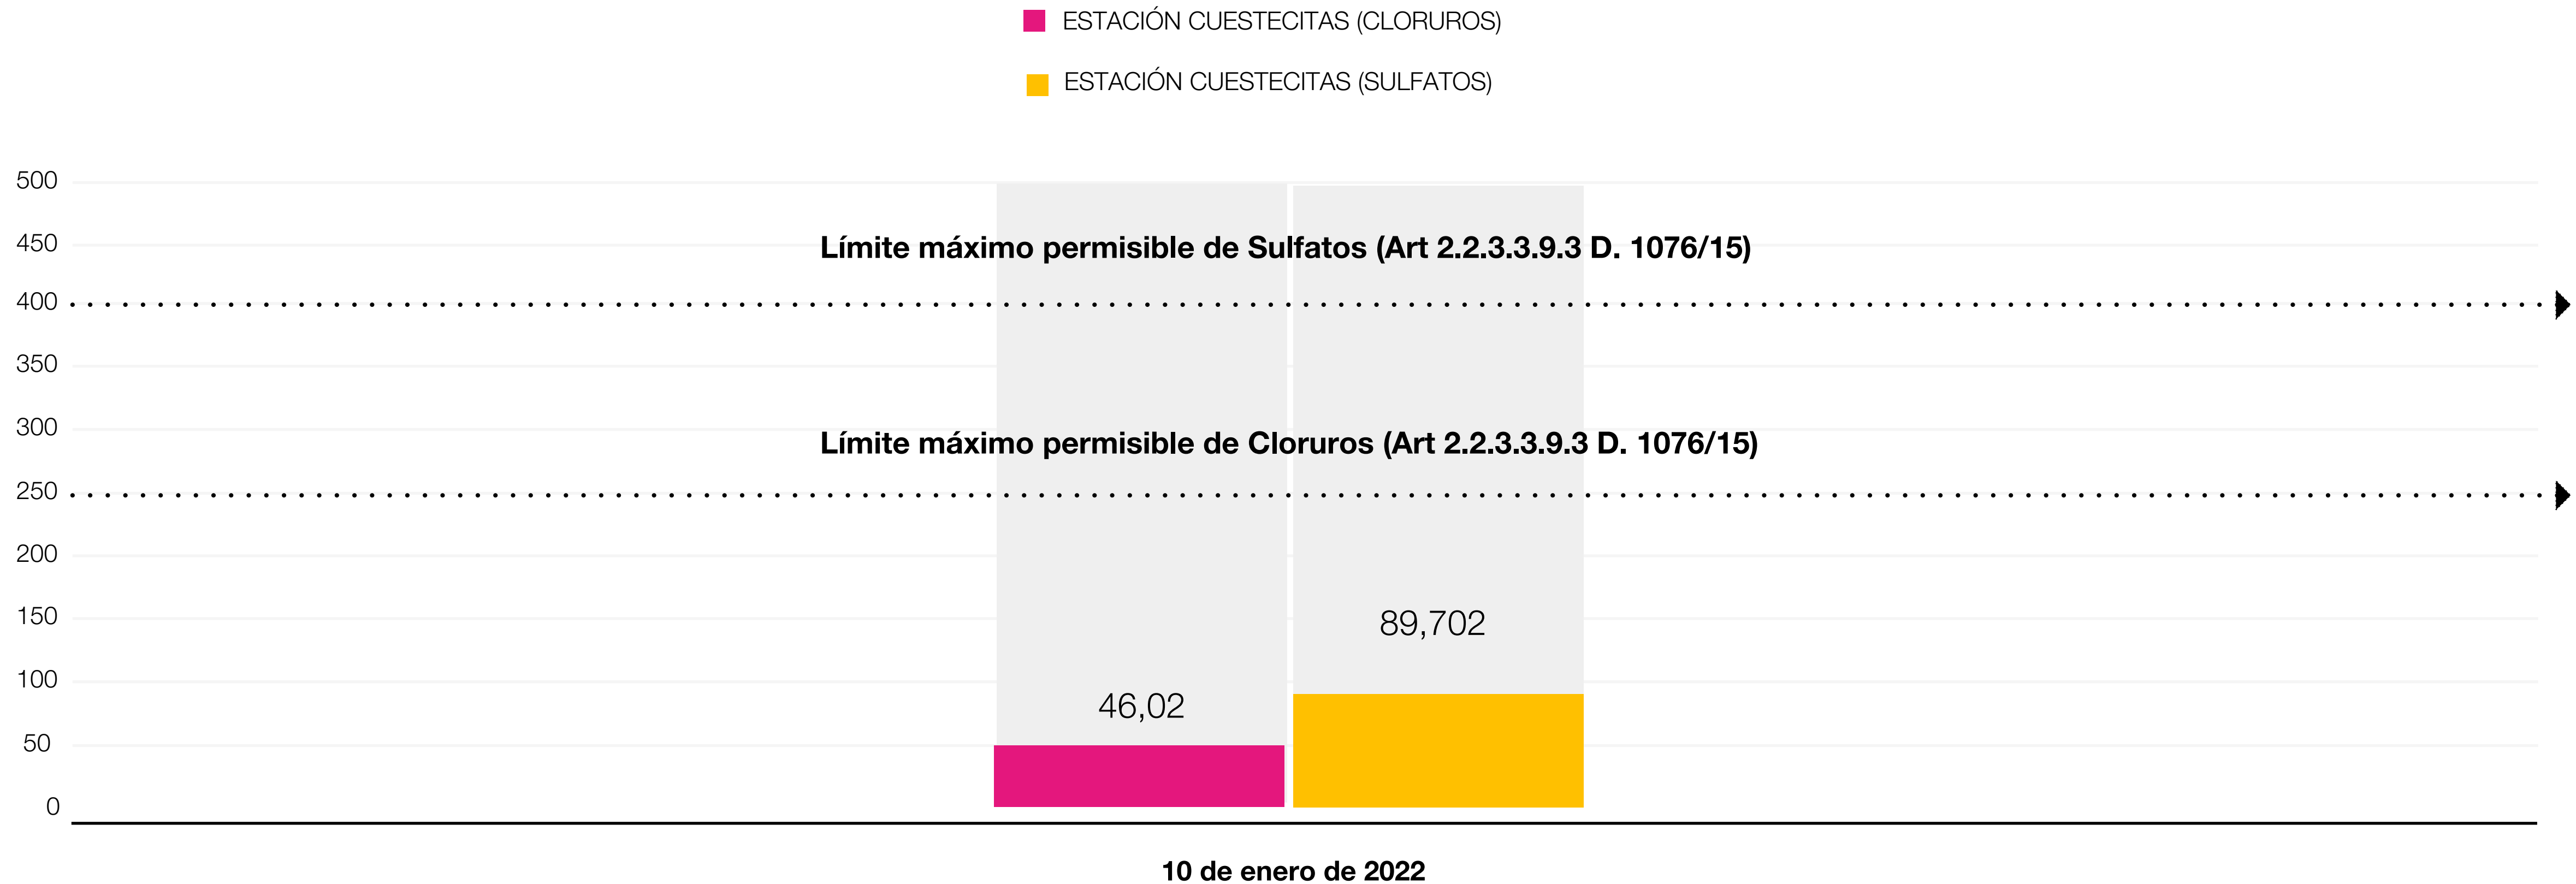 ESTACIÓN CUESTECITAS (CLORUROS)
ESTACIÓN CUESTECITAS (SULFATOS)
500
450
Límite máximo permisible de Sulfatos (Art 2.2.3.3.9.3 D. 1076/15)
400
350
300
Límite máximo permisible de Cloruros (Art 2.2.3.3.9.3 D. 1076/15)
250
200
150
89,702
100
46,02
50
0
10 de enero de 2022